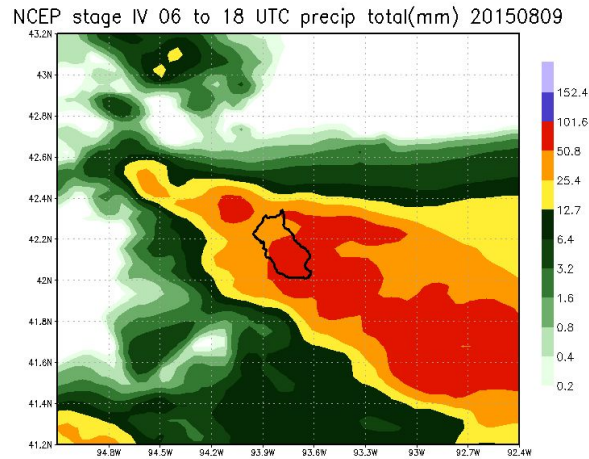 NCEP stage IV 06 to 18 UTC precip total(mm) 20150809
43.2N
43N
42.8N
42.6N
42.4N
42.2N
42N
41.8N
41.6N
41.4N
41.2N
94.8W 94.5W 94.2W 93.9W 93.6W 93.3W 93W 92.7W 92.4W
152.4
101.6
50.8
25.4
12.7
6.4
3.2
1.6
0.8
0.4
0.2